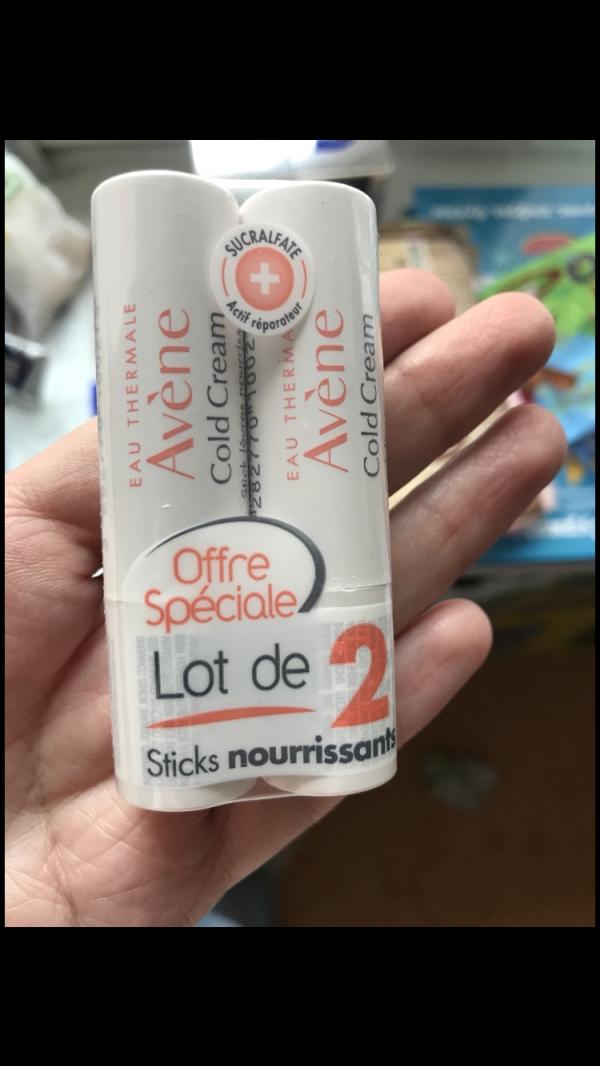 SUCRALFATE
Actif réparateur
EAU THERMALE
Avène
Cold Cream
EAU THERMA
Avène
Cold Cream
Offre
Spéciale
Lot de 2
Sticks nourrissants